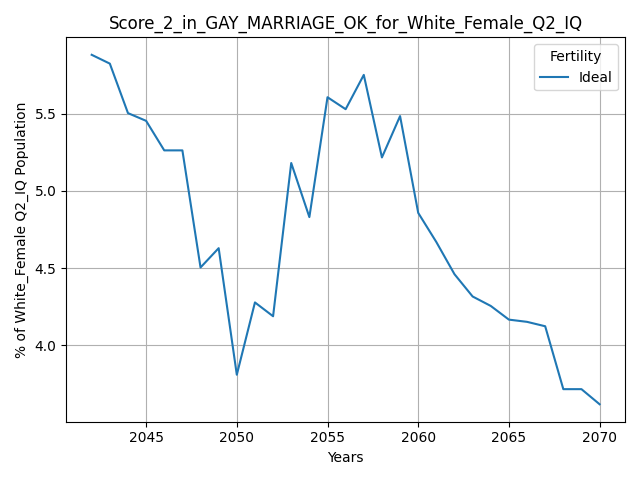 Score_2_in_GAY_MARRIAGE_OK_for_White_Female_Q2_IQ
Fertility
Ideal
% of White_Female Q2_IQ Population
5.5
5.0
4.5
4.0
2045 2050 2055 2060 2065 2070
Years